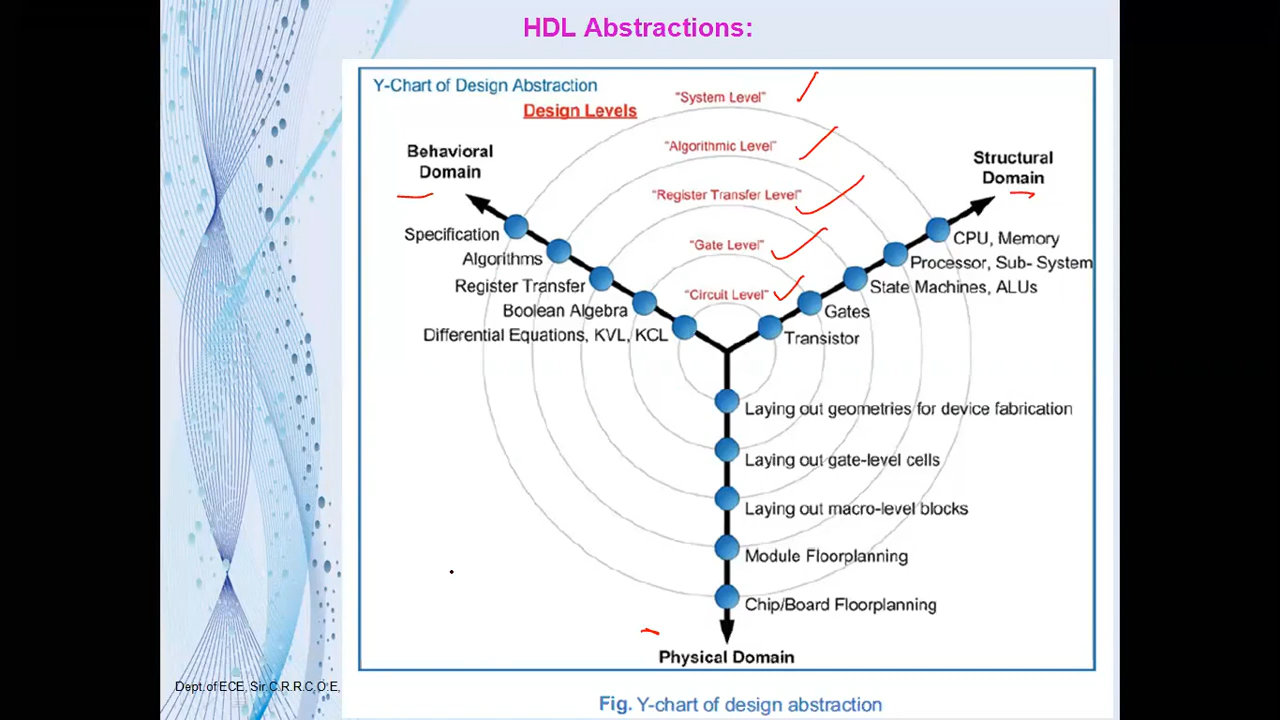 HDL Abstractions:
Y-Chart of Design Abstraction
Design Levels
"System Level"
"Algorithmic Level"
"Register Transfer Level"
"Gate Level"
"Circuit Level"
Behavioral
Domain
Specification
Algorithms
Register Transfer
Boolean Algebra
Differential Equations, KVL, KCL
Structural
Domain
CPU, Memory
Processor, Sub- System
State Machines, ALUs
Gates
Transistor
Laying out geometries for device fabrication
Laying out gate-level cells
Laying out macro-level blocks
Module Floorplanning
Chip/Board Floorplanning
Physical Domain
Dept.of ECE, Sir.C.R.R.C,O,E,
Fig. Y-chart of design abstraction